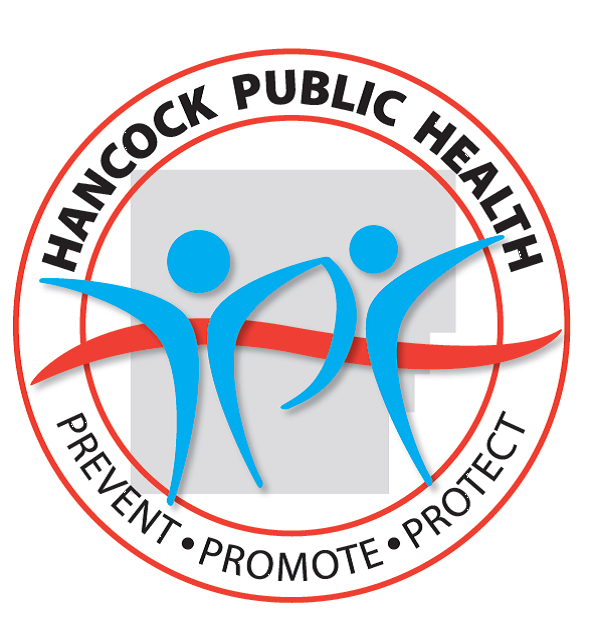 HANCOCK PUBLIC HEALTH
PREVENT • PROMOTE • PROTECT